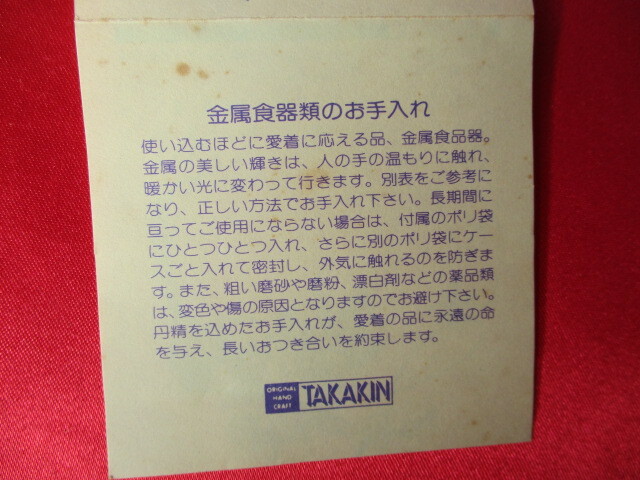 金属食器類のお手入れ
使い込むほどに愛着に応える品、金属食品器。
金属の美しい輝きは、人の手の温もりに触れ、
暖かい光に変わって行きます。別表をご参考に
なり、正しい方法でお手入れ下さい。長期間に
亘ってご使用にならない場合は、付属のポリ袋
にひとつひとつ入れ、さらに別のポリ袋にケー
スごと入れて密封し、外気に触れるのを防ぎま
す。また、粗い磨砂や磨粉、漂白剤などの薬品類
は、変色や傷の原因となりますのでお避け下さい。
丹精を込めたお手入れが、愛着の品に永遠の命
を与え、長いおつき合いを約束します。
ORIGINAL
HAND
CRAFT
TAKAKIN